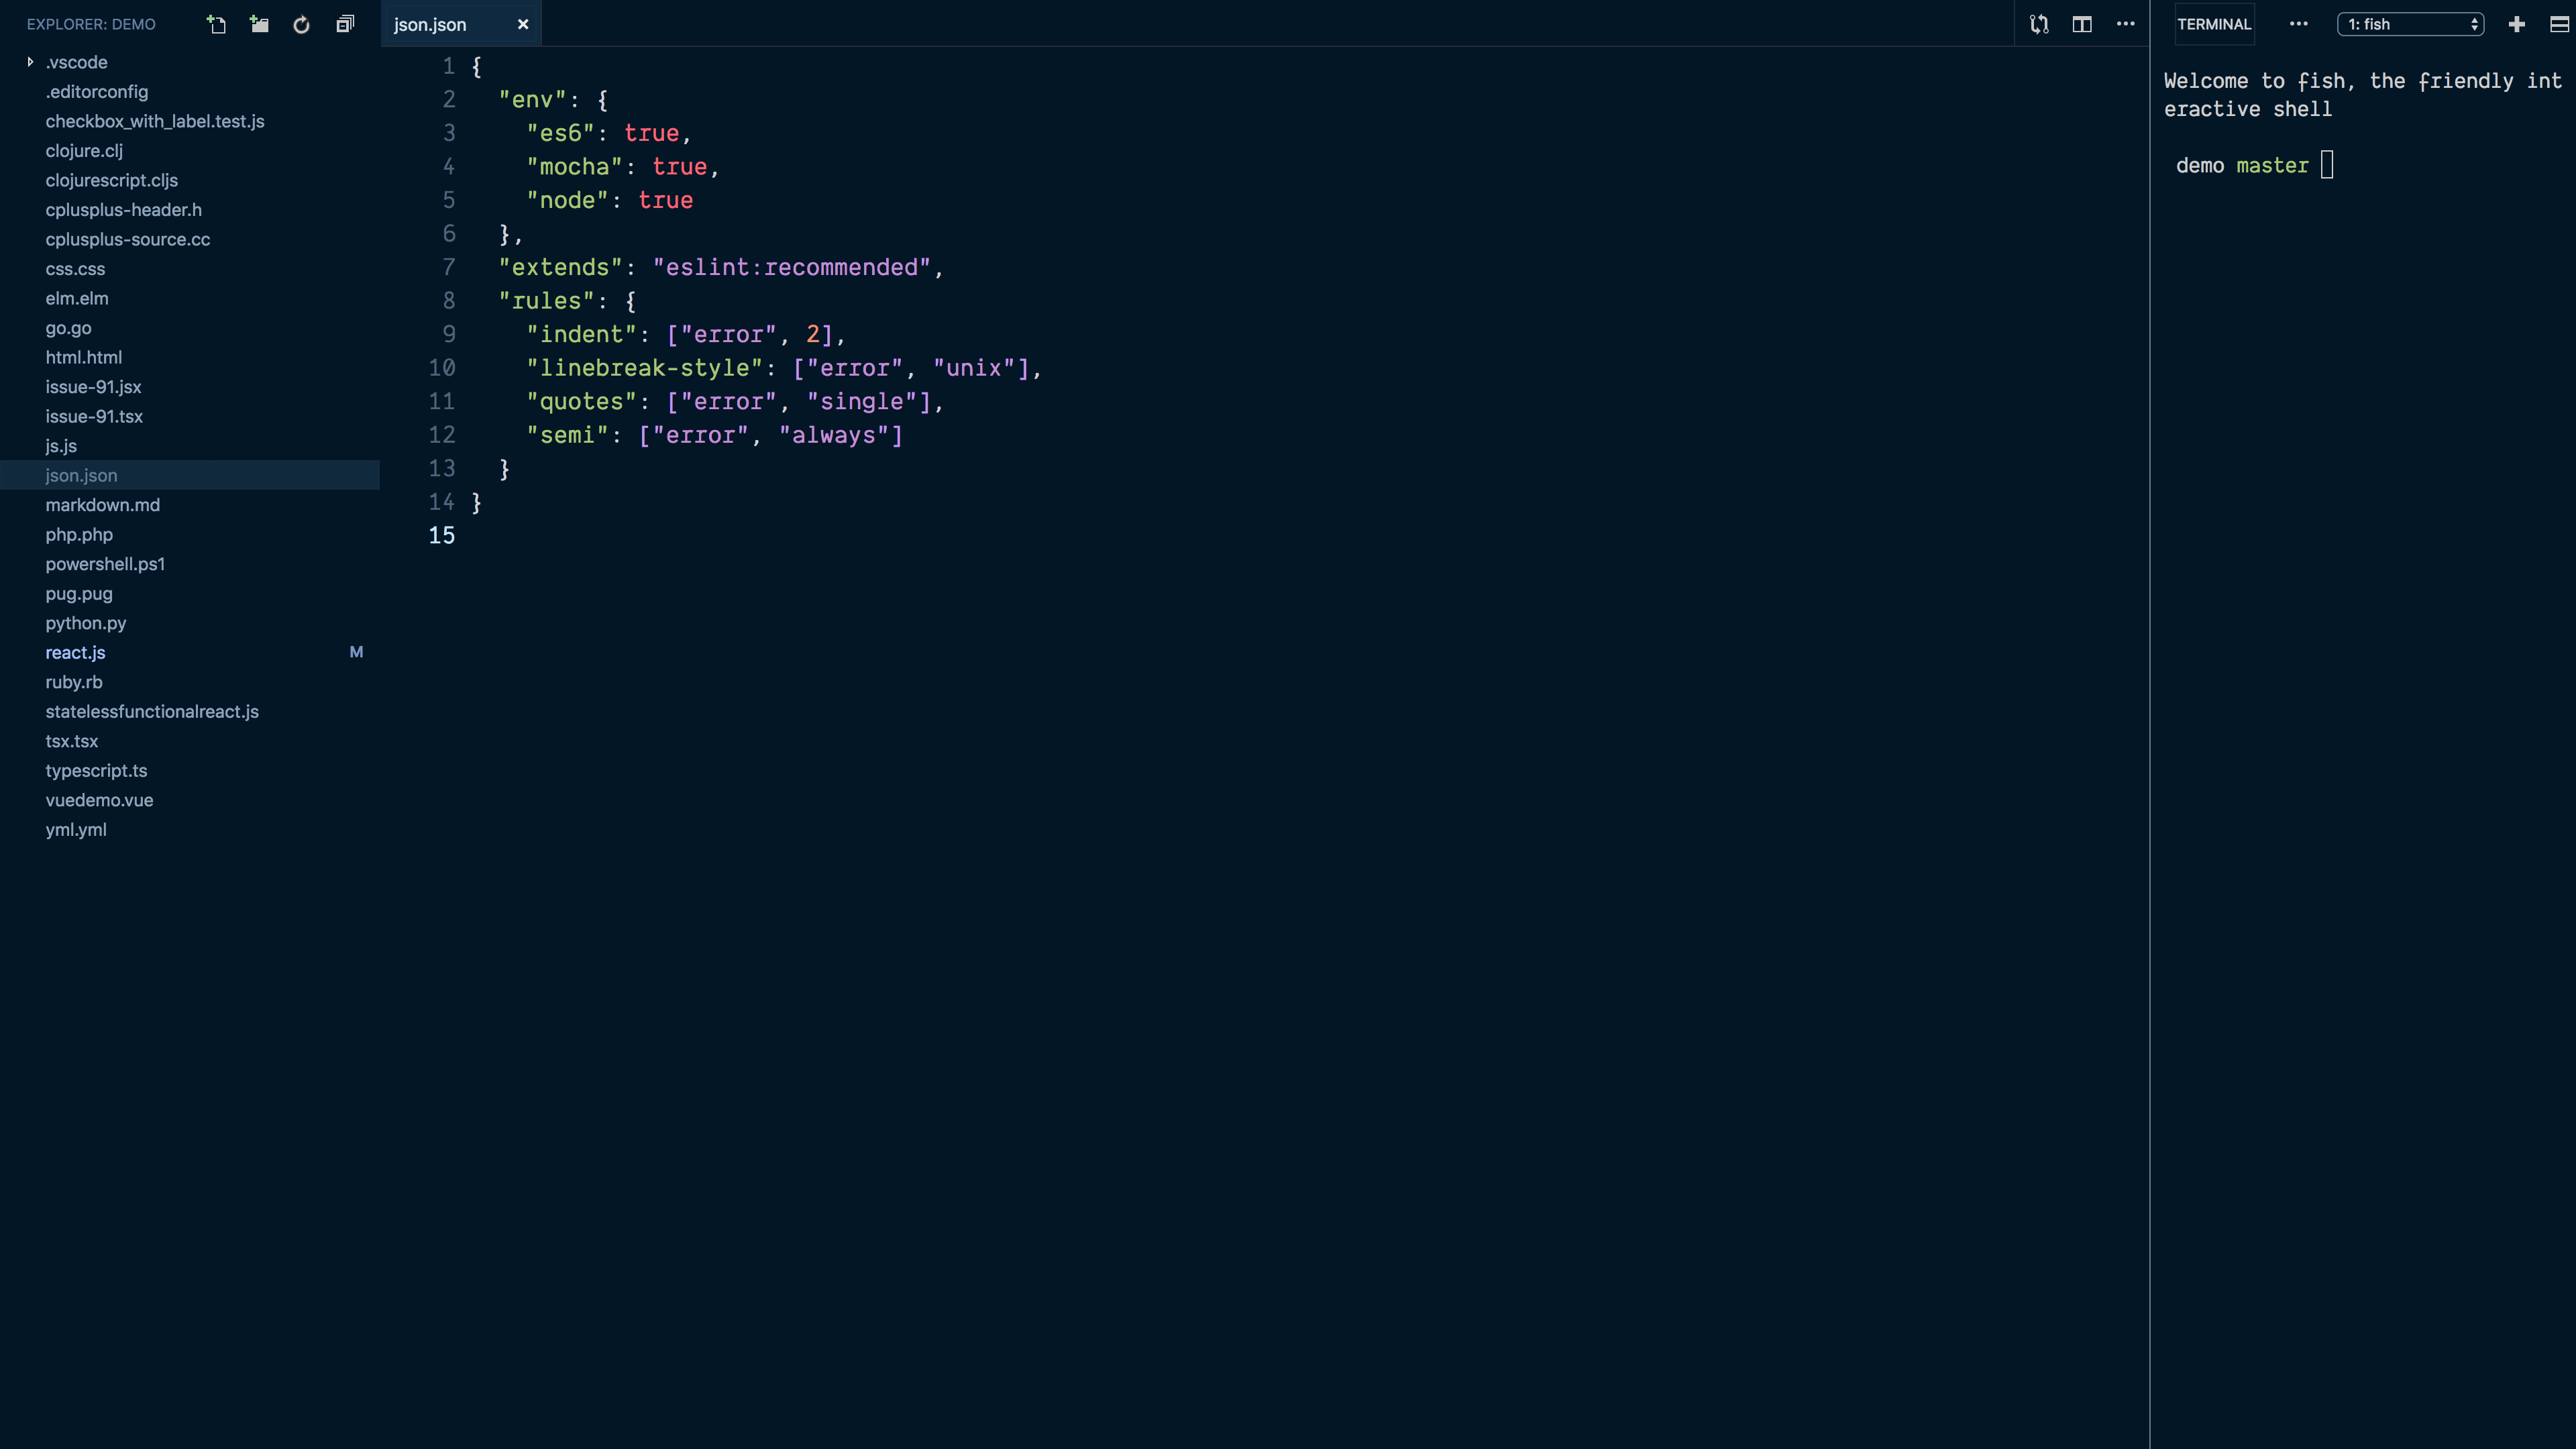 EXPLORER: DEMO
.vscode
.editorconfig
checkbox_with_label.test.js
clojure.clj
clojurescript.cljs
cplusplus-header.h
cplusplus-source.cc
css.css
elm.elm
go.go
html.html
issue-91.jsx
issue-91.tsx
js.js
json.json
markdown.md
php.php
powershell.ps1
pug.pug
python.py
react.js M
ruby.rb
statelessfunctionalreact.js
tsx.tsx
typescript.ts
vuedemo.vue
yml.yml
json.json
1 {
2   "env": {
3     "es6": true,
4     "mocha": true,
5     "node": true
6   },
7   "extends": "eslint:recommended",
8   "rules": {
9     "indent": ["error", 2],
10     "linebreak-style": ["error", "unix"],
11     "quotes": ["error", "single"],
12     "semi": ["error", "always"]
13   }
14 }
15
TERMINAL
1: fish
Welcome to fish, the friendly int
eractive shell
demo master